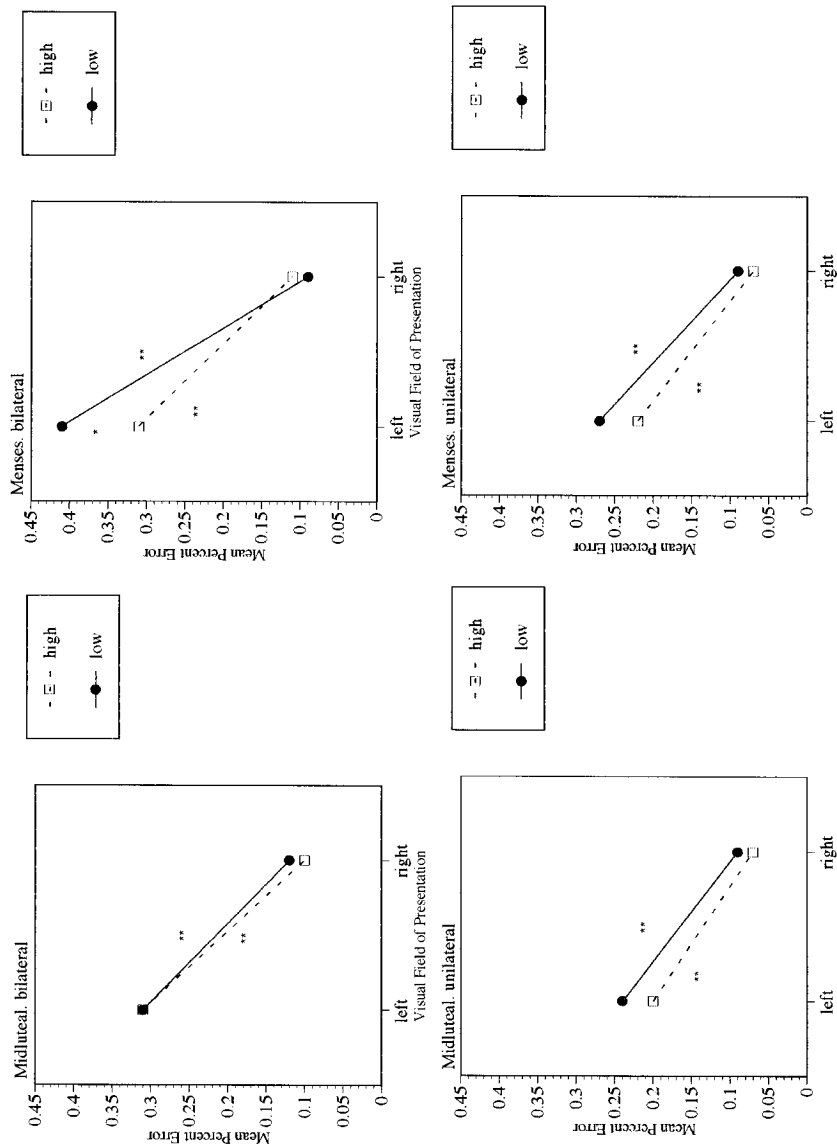 Midluteal. bilateral
0.45
0.4
0.35
0.3
0.25
0.2
0.15
0.1
0.05
0
Mean Percent Error
**
**
left
right
Visual Field of Presentation
high
low
Menses. bilateral
0.45
0.4
0.35
0.3
0.25
0.2
0.15
0.1
0.05
0
Mean Percent Error
*
**
**
left
right
Visual Field of Presentation
high
low
Midluteal. unilateral
0.45
0.4
0.35
0.3
0.25
0.2
0.15
0.1
0.05
0
Mean Percent Error
**
**
left
right
high
low
Menses. unilateral
0.45
0.4
0.35
0.3
0.25
0.2
0.15
0.1
0.05
0
Mean Percent Error
**
**
left
right
high
low